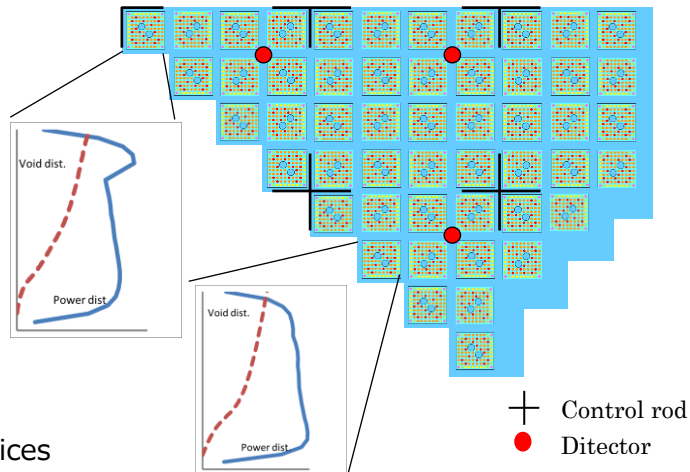 Void dist.
Power dist.
Void dist.
Power dist.
Control rod
Ditector
ices